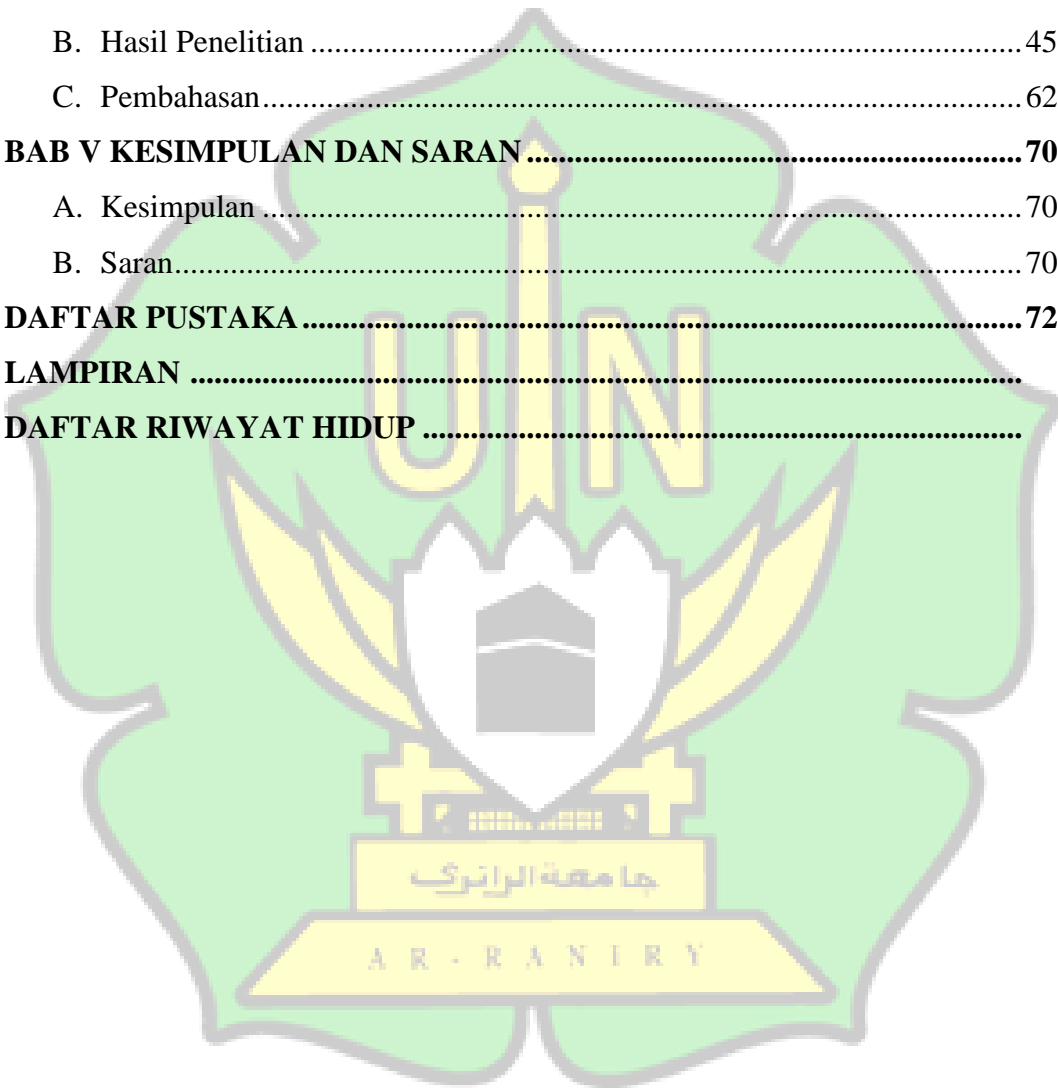 B. Hasil Penelitian ........................................................................................ 45
C. Pembahasan.............................................................................................. 62
BAB V KESIMPULAN DAN SARAN .............................................................. 70
A. Kesimpulan .............................................................................................. 70
B. Saran......................................................................................................... 70
DAFTAR PUSTAKA .......................................................................................... 72
LAMPIRAN ........................................................................................................
DAFTAR RIWAYAT HIDUP ...........................................................................
UIN
جامعة الرانري
AR-RANIRY